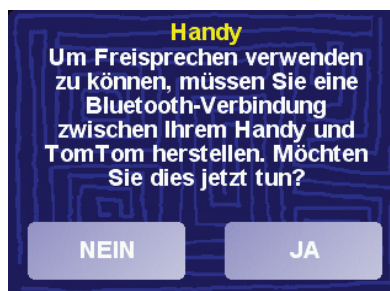 Handy
Um Freisprechen verwenden
zu können, müssen Sie eine
Bluetooth-Verbindung
zwischen Ihrem Handy und
TomTom herstellen. Möchten
Sie dies jetzt tun?
NEIN JA